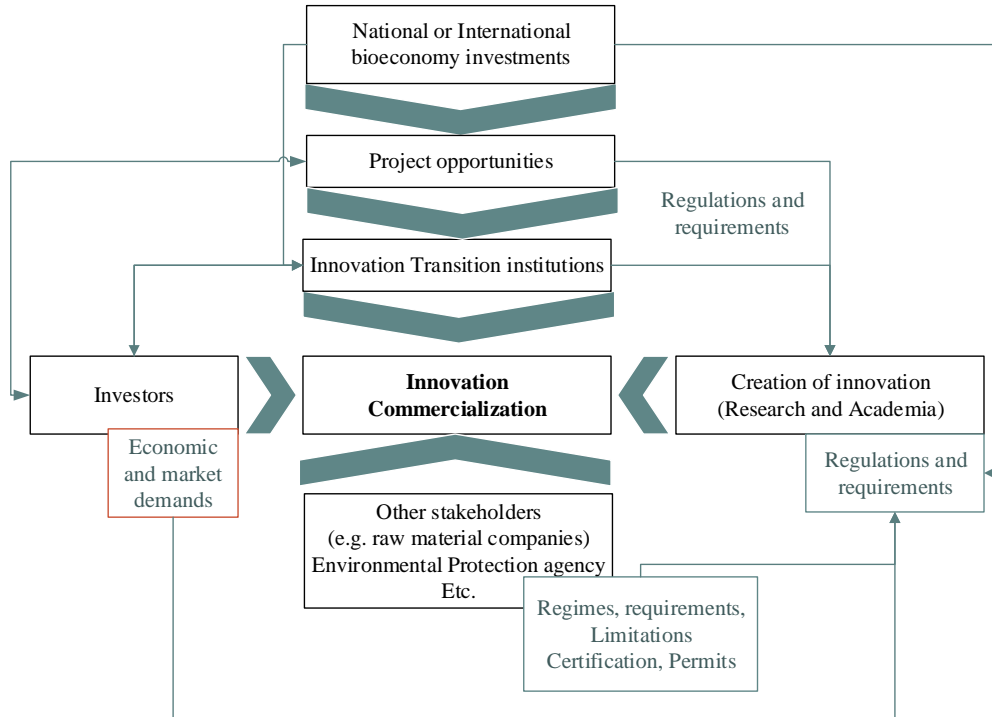 National or International
bioeconomy investments
Project opportunities
Regulations and
requirements
Innovation Transition institutions
Investors
Innovation
Commercialization
Creation of innovation
(Research and Academia)
Economic
and market
demands
Regulations and
requirements
Other stakeholders
(e.g. raw material companies)
Environmental Protection agency
Etc.
Regimes, requirements,
Limitations
Certification, Permits